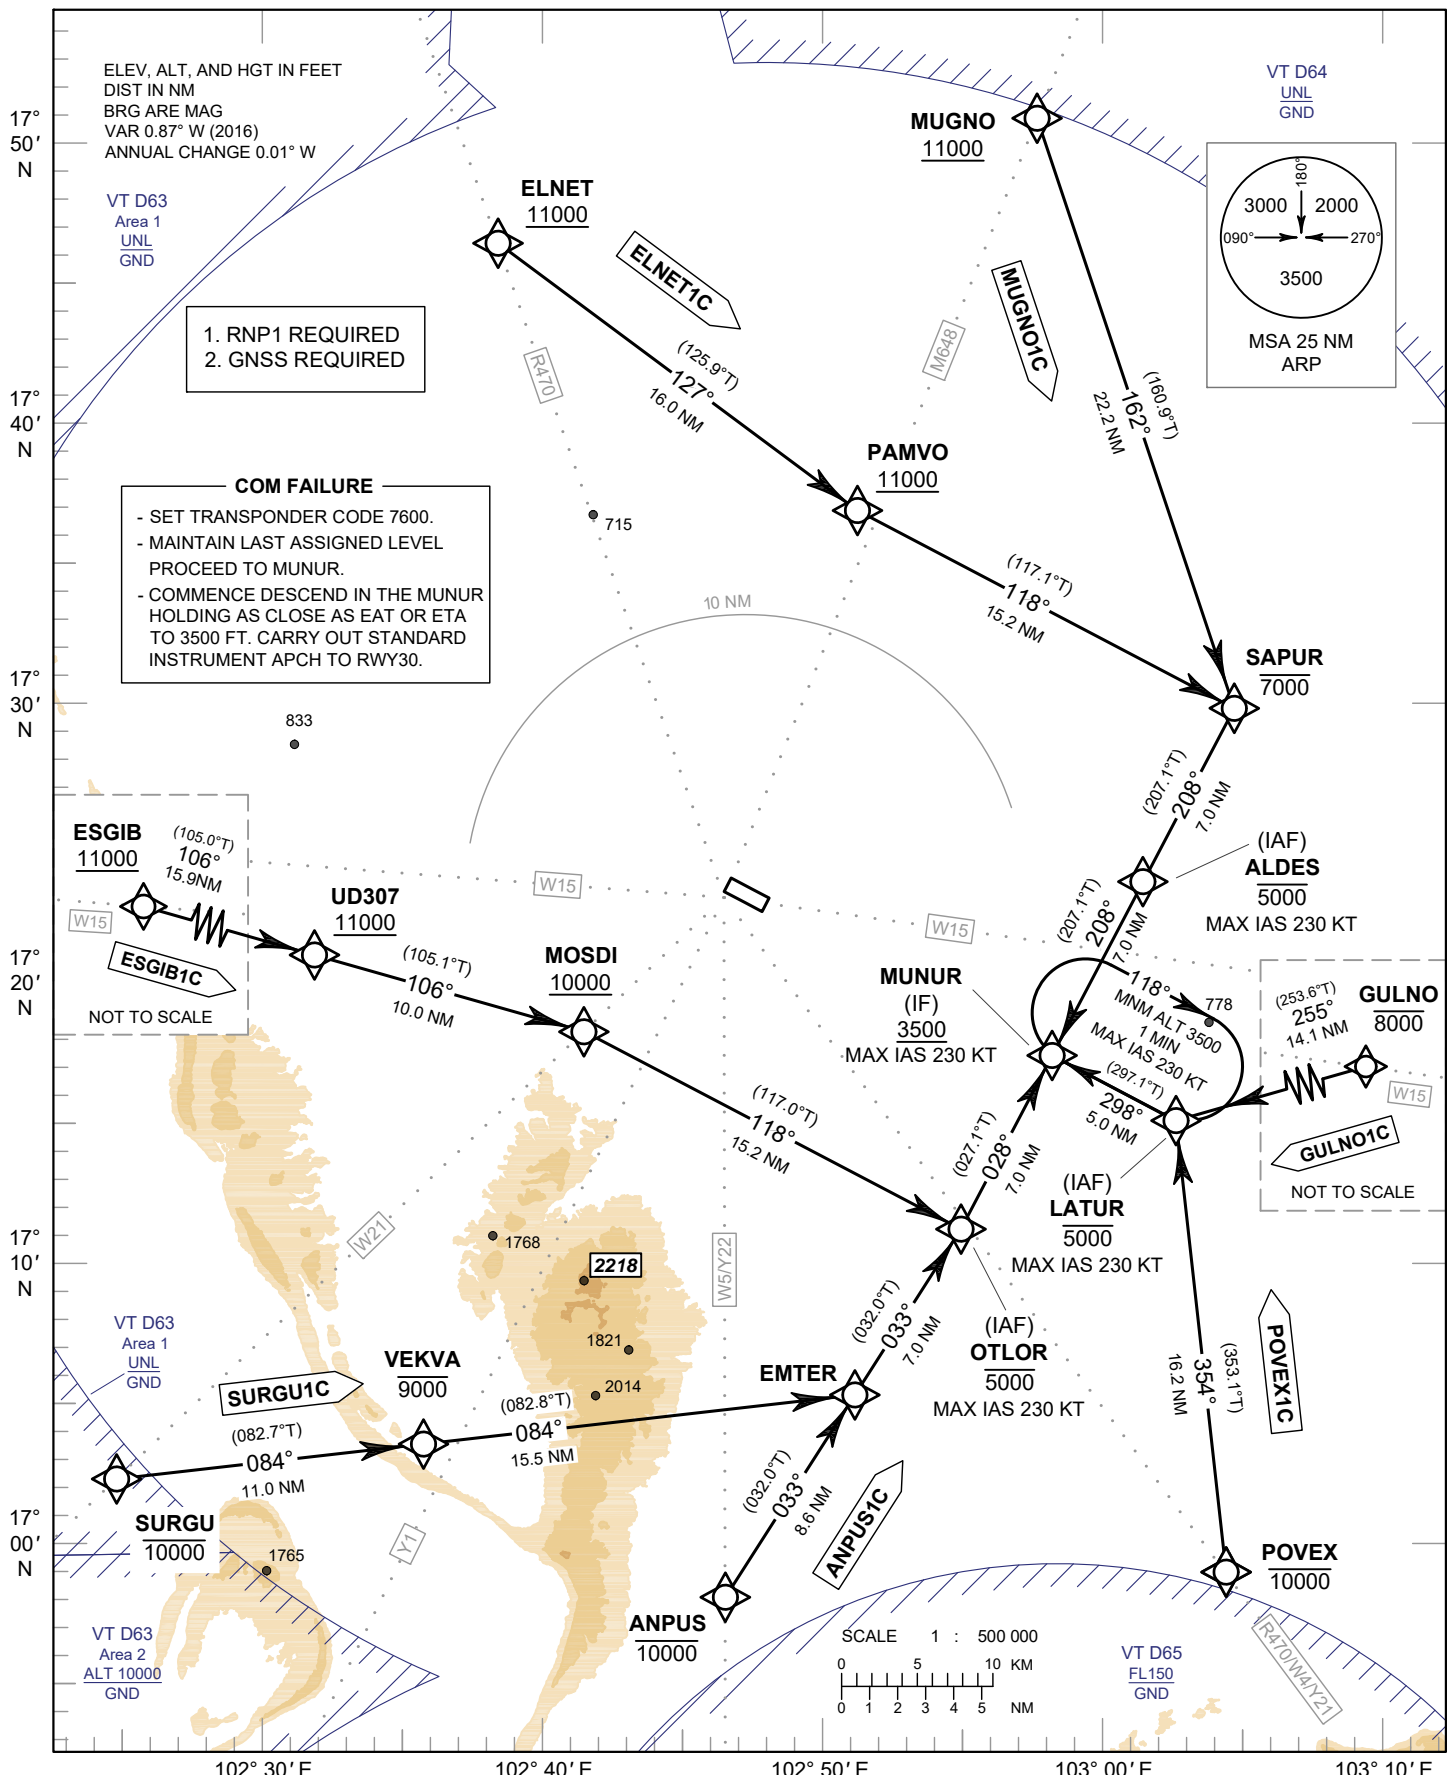 ELEV, ALT, AND HGT IN FEET
DIST IN NM
BRG ARE MAG
VAR 0.87° W (2016)
ANNUAL CHANGE 0.01° W
VT D63
Area 1
UNL
GND
1. RNP1 REQUIRED
2. GNSS REQUIRED
COM FAILURE
- SET TRANSPONDER CODE 7600.
- MAINTAIN LAST ASSIGNED LEVEL
PROCEED TO MUNUR.
- COMMENCE DESCEND IN THE MUNUR
HOLDING AS CLOSE AS EAT OR ETA
TO 3500 FT. CARRY OUT STANDARD
INSTRUMENT APCH TO RWY30.
VT D64
UNL
GND
180°
3000
2000
090°
270°
3500
MSA 25 NM
ARP
MUGNO
11000
ELNET
11000
ELNET1C
MUGNO1C
R470
M648
(125.9°T)
127°
16.0 NM
(160.9°T)
162°
22.2 NM
PAMVO
11000
715
10 NM
(117.1°T)
118°
15.2 NM
SAPUR
7000
833
(207.1°T)
208°
7.0 NM
ESGIB
11000
(105.0°T)
106°
15.9NM
W15
ESGIB1C
NOT TO SCALE
UD307
11000
W15
(105.1°T)
106°
10.0 NM
MOSDI
10000
W15
(IAF)
ALDES
5000
MAX IAS 230 KT
(207.1°T)
208°
7.0 NM
MUNUR
(IF)
3500
MAX IAS 230 KT
118°
MNM ALT 3500
1 MIN
MAX IAS 230 KT
778
(297.1°T)
298°
5.0 NM
GULNO
8000
(253.6°T)
255°
14.1 NM
W15
GULNO1C
NOT TO SCALE
(117.0°T)
118°
15.2 NM
(027.1°T)
028°
7.0 NM
(IAF)
LATUR
5000
MAX IAS 230 KT
W21
1768
2218
W5/Y22
1821
2014
(032.0°T)
033°
7.0 NM
(IAF)
OTLOR
5000
MAX IAS 230 KT
POVEX1C
(353.1°T)
354°
16.2 NM
VT D63
Area 1
UNL
GND
SURGU1C
VEKVA
9000
EMTER
(082.7°T)
084°
11.0 NM
(082.8°T)
084°
15.5 NM
SURGU
10000
1765
Y1
(032.0°T)
033°
8.6 NM
ANPUS1C
POVEX
10000
ANPUS
10000
VT D63
Area 2
ALT 10000
GND
SCALE 1 : 500 000
0 5 10 KM
0 1 2 3 4 5 NM
VT D65
FL150
GND
R470/W4/Y21
17°
50′
N
17°
40′
N
17°
30′
N
17°
20′
N
17°
10′
N
17°
00′
N
102° 30′ E
102° 40′ E
102° 50′ E
103° 00′ E
103° 10′ E